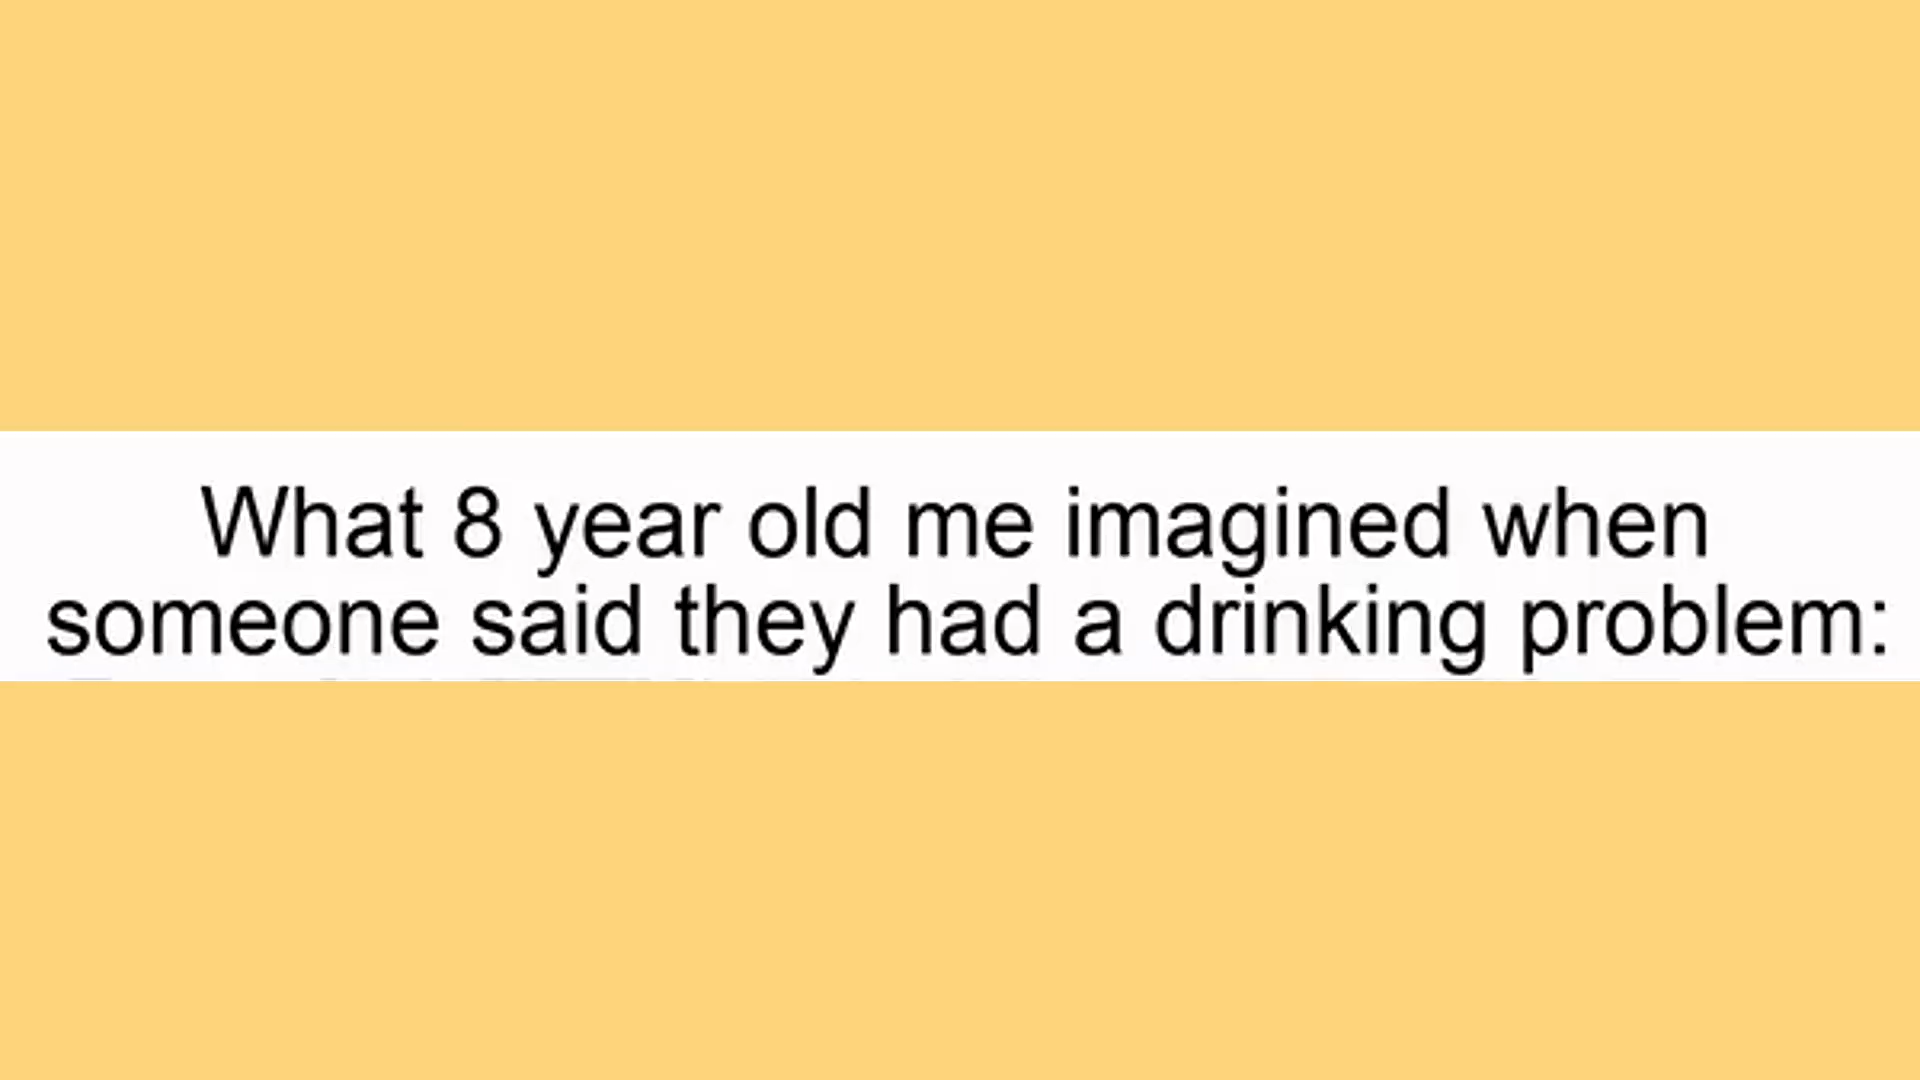 What 8 year old me imagined when
someone said they had a drinking problem: